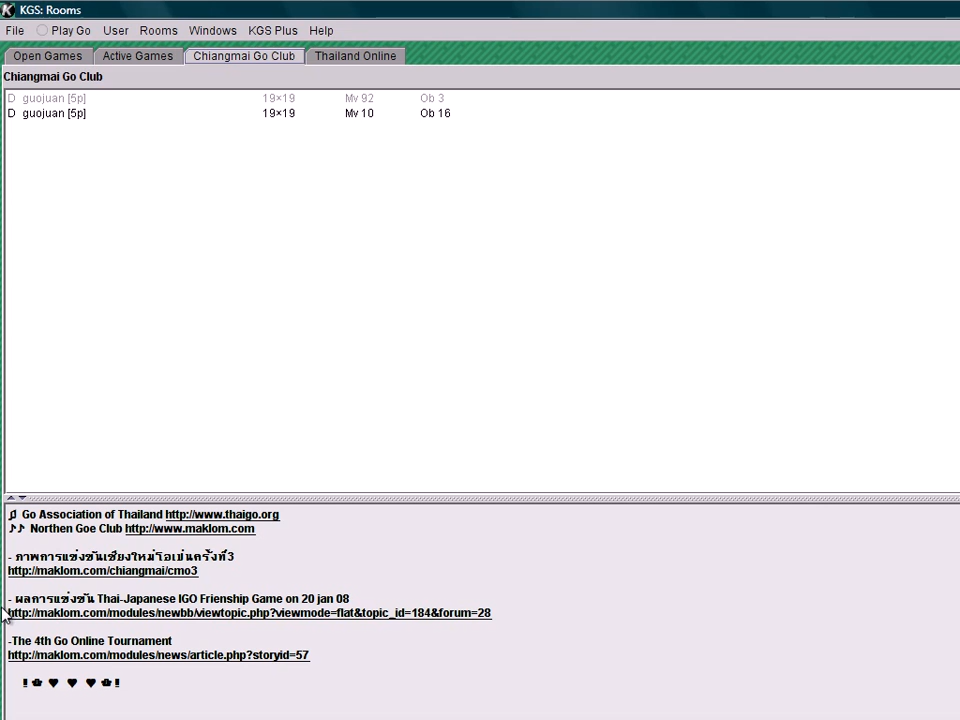 KGS: Rooms
File Play Go User Rooms Windows KGS Plus Help
Open Games Active Games Chiangmai Go Club Thailand Online
Chiangmai Go Club
D guojuan [5p] 19×19 Mv 92 Ob 3
D guojuan [5p] 19×19 Mv 10 Ob 16
♫ Go Association of Thailand http://www.thaigo.org
♪♪ Northen Goe Club http://www.maklom.com
- ภาพการแข่งขันเชียงใหม่โอเพ่นครั้งที่3
http://maklom.com/chiangmai/cmo3
- ผลการแข่งขัน Thai-Japanese IGO Frienship Game on 20 jan 08
http://maklom.com/modules/newbb/viewtopic.php?viewmode=flat&topic_id=184&forum=28
-The 4th Go Online Tournament
http://maklom.com/modules/news/article.php?storyid=57